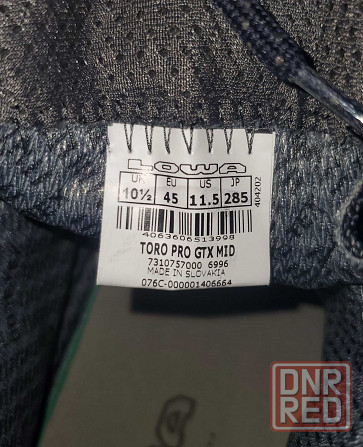 LOWA
UK EU US JP
10½ 45 11.5 285
404202
4063606513908
TORO PRO GTX MID
7310757000 6996
MADE IN SLOVAKIA
076C-000001406664
DNR
RED